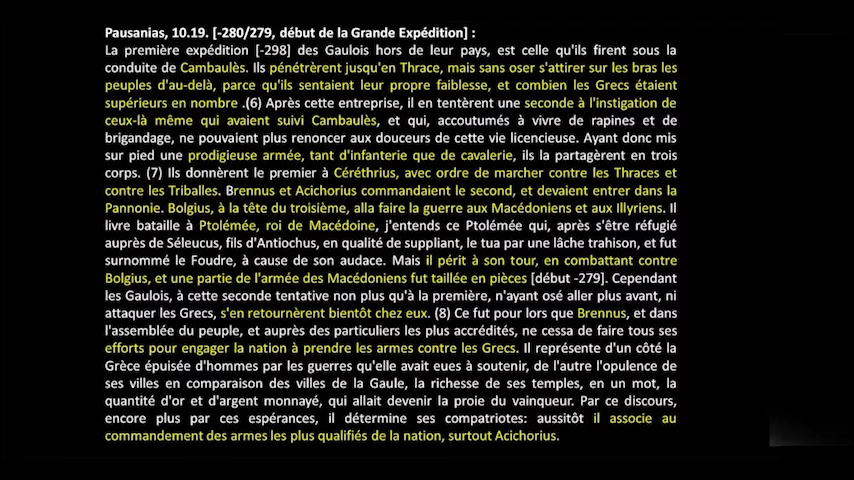 Pausanias, 10.19. [-280/279, début de la Grande Expédition] :
La première expédition [-298] des Gaulois hors de leur pays, est celle qu'ils firent sous la
conduite de Cambaulès. Ils pénétrèrent jusqu'en Thrace, mais sans oser s'attirer sur les bras les
peuples d'au-delà, parce qu'ils sentaient leur propre faiblesse, et combien les Grecs étaient
supérieurs en nombre .(6) Après cette entreprise, il en tentèrent une seconde à l'instigation de
ceux-là même qui avaient suivi Cambaulès, et qui, accoutumés à vivre de rapines et de
brigandage, ne pouvaient plus renoncer aux douceurs de cette vie licencieuse. Ayant donc mis
sur pied une prodigieuse armée, tant d'infanterie que de cavalerie, ils la partagèrent en trois
corps. (7) Ils donnèrent le premier à Céréthrius, avec ordre de marcher contre les Thraces et
contre les Triballes. Brennus et Acichorius commandaient le second, et devaient entrer dans la
Pannonie. Bolgius, à la tête du troisième, alla faire la guerre aux Macédoniens et aux Illyriens. Il
livre bataille à Ptolémée, roi de Macédoine, j'entends ce Ptolémée qui, après s'être réfugié
auprès de Séleucus, fils d'Antiochus, en qualité de suppliant, le tua par une lâche trahison, et fut
surnommé le Foudre, à cause de son audace. Mais il périt à son tour, en combattant contre
Bolgius, et une partie de l'armée des Macédoniens fut taillée en pièces [début -279]. Cependant
les Gaulois, à cette seconde tentative non plus qu'à la première, n'ayant osé aller plus avant, ni
attaquer les Grecs, s'en retournèrent bientôt chez eux. (8) Ce fut pour lors que Brennus, et dans
l'assemblée du peuple, et auprès des particuliers les plus accrédités, ne cessa de faire tous ses
efforts pour engager la nation à prendre les armes contre les Grecs. Il représente d'un côté la
Grèce épuisée d'hommes par les guerres qu'elle avait eues à soutenir, de l'autre l'opulence de
ses villes en comparaison des villes de la Gaule, la richesse de ses temples, en un mot, la
quantité d'or et d'argent monnayé, qui allait devenir la proie du vainqueur. Par ce discours,
encore plus par ces espérances, il détermine ses compatriotes: aussitôt il associe au
commandement des armes les plus qualifiés de la nation, surtout Acichorius.